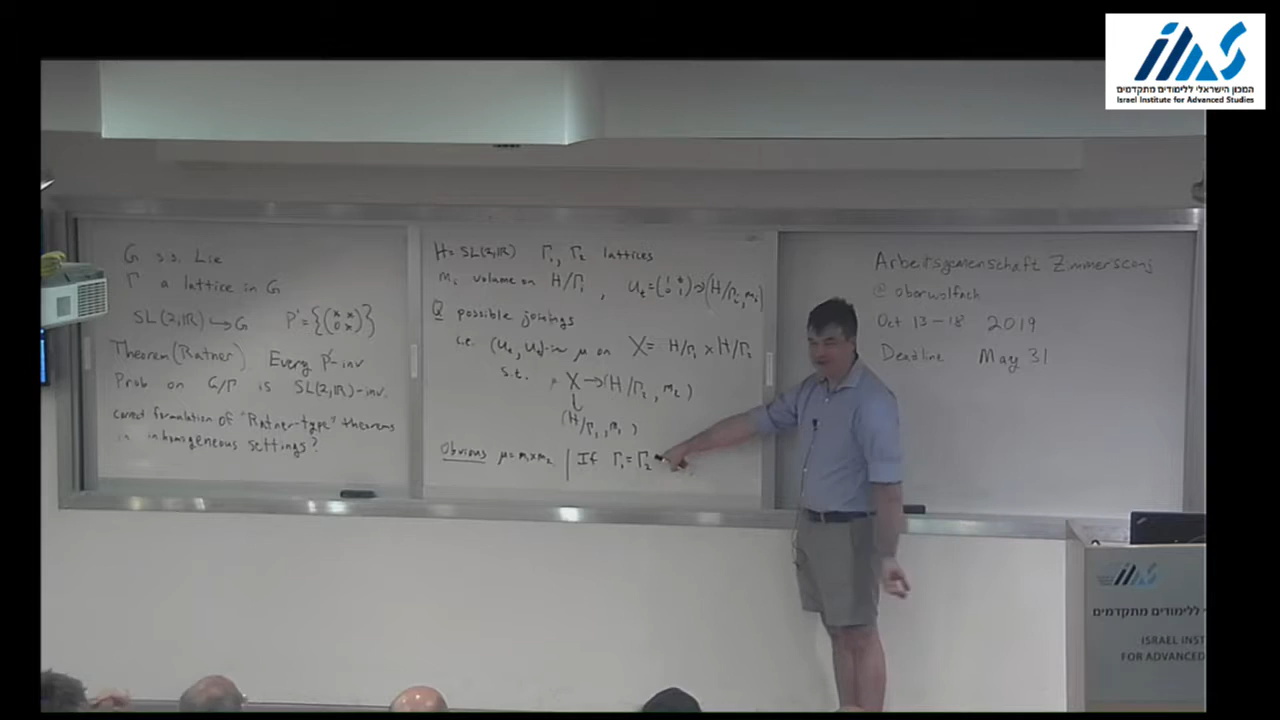 המכון הישראלי ללימודים מתקדמים
Israel Institute for Advanced Studies
G s.s. Lie
Γ a lattice in G
SL(2,ℝ) ↪ G P' = {(* * / 0 *)}
Theorem (Ratner) Every P'-inv
Prob on G/Γ is SL(2,ℝ)-inv.
correct formulation of "Ratner-type" theorems
in inhomogeneous settings?
H = SL(2,ℝ) Γ₁, Γ₂ lattices
mᵢ volume on H/Γᵢ, Uₜ = (1 t / 0 1) ↷ (H/Γ₂, m₂)
Q possible joinings
i.e. (Uₜ, Uₜ)-inv μ on X = H/Γ₁ × H/Γ₂
s.t. X → (H/Γ₂, m₂)
↓
(H/Γ₁, m₁)
Obvious μ = m₁×m₂ | If Γ₁ = Γ₂
Arbeitsgemeinschaft Zimmersconj
@ oberwolfach
Oct 13-18 2019
Deadline May 31
ללימודים מתקדמים
ISRAEL INST
FOR ADVANCED